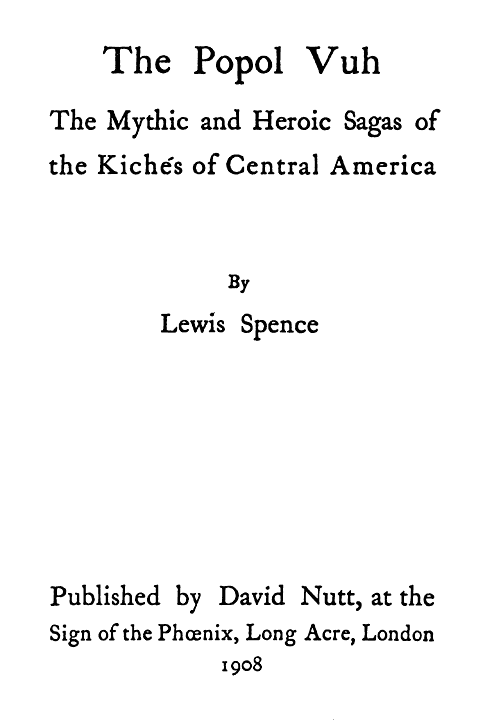 The Popol Vuh
The Mythic and Heroic Sagas of
the Kichés of Central America
By
Lewis Spence
Published by David Nutt, at the
Sign of the Phœnix, Long Acre, London
1908